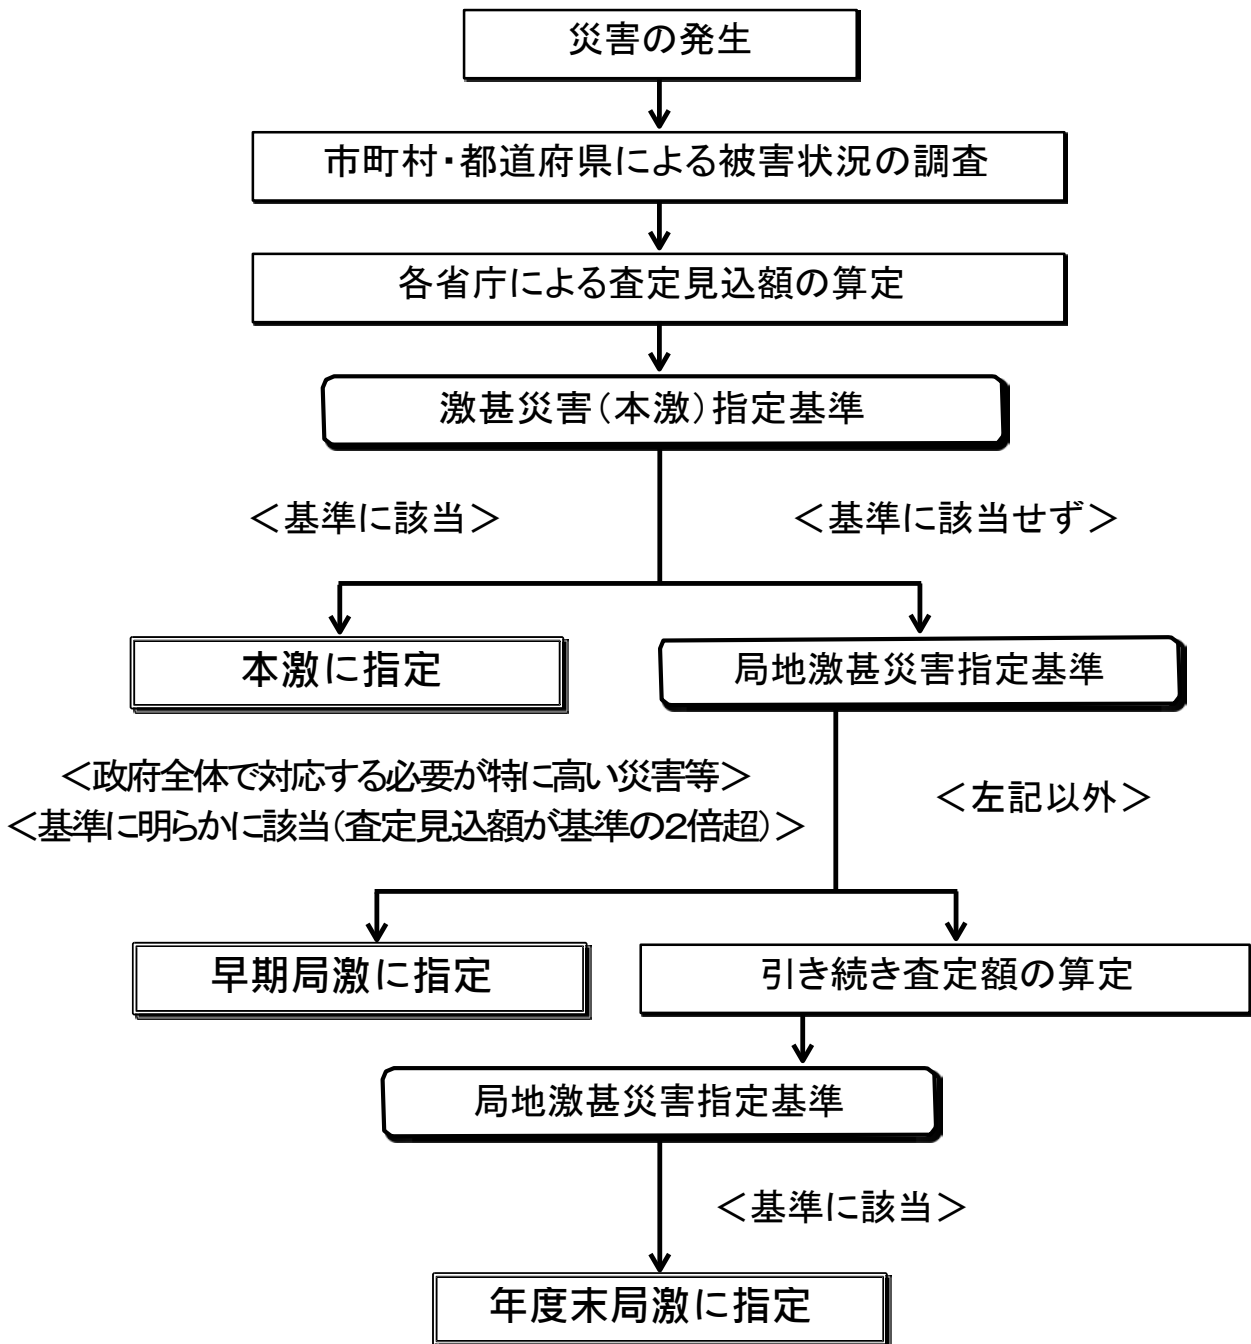 災害の発生
市町村・都道府県による被害状況の調査
各省庁による査定見込額の算定
激甚災害(本激)指定基準
＜基準に該当＞
＜基準に該当せず＞
本激に指定
局地激甚災害指定基準
＜政府全体で対応する必要が特に高い災害等＞
＜基準に明らかに該当(査定見込額が基準の2倍超)＞
＜左記以外＞
早期局激に指定
引き続き査定額の算定
局地激甚災害指定基準
＜基準に該当＞
年度末局激に指定